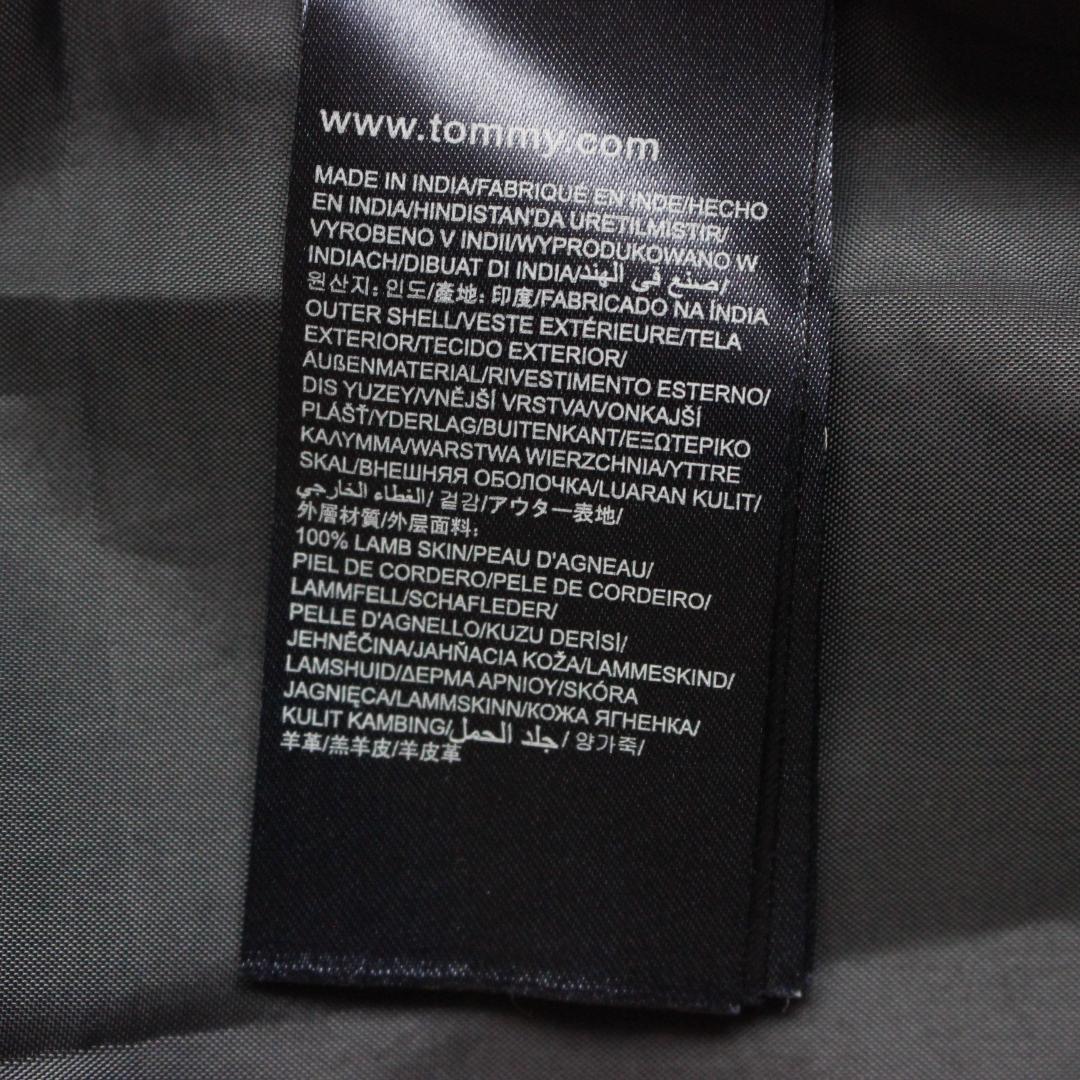 www.tommy.com
MADE IN INDIA/FABRIQUE EN INDE/HECHO
EN INDIA/HINDISTAN'DA URETILMISTIR/
VYROBENO V INDII/WYPRODUKOWANO W
INDIACH/DIBUAT DI INDIA/صنع في الهند/
원산지: 인도/產地: 印度/FABRICADO NA ÍNDIA
OUTER SHELL/VESTE EXTÉRIEURE/TELA
EXTERIOR/TECIDO EXTERIOR/
AUßENMATERIAL/RIVESTIMENTO ESTERNO/
DIS YUZEY/VNĚJŠÍ VRSTVA/VONKAJŠÍ
PLÁŠŤ/YDERLAG/BUITENKANT/ΕΞΩΤΕΡΙΚΟ
ΚΑΛΥΜΜΑ/WARSTWA WIERZCHNIA/YTTRE
SKAL/ВНЕШНЯЯ ОБОЛОЧКА/LUARAN KULIT/
الغطاء الخارجي/ 겉감/アウター表地/
外層材質/外层面料:
100% LAMB SKIN/PEAU D'AGNEAU/
PIEL DE CORDERO/PELE DE CORDEIRO/
LAMMFELL/SCHAFLEDER/
PELLE D'AGNELLO/KUZU DERİSİ/
JEHNĚČINA/JAHŇACIA KOŽA/LAMMESKIND/
LAMSHUID/ΔΕΡΜΑ ΑΡΝΙΟΥ/SKÓRA
JAGNIĘCA/LAMMSKINN/КОЖА ЯГНЕНКА/
KULIT KAMBING/جلد الحمل/ 양가죽/
羊革/羔羊皮/羊皮革